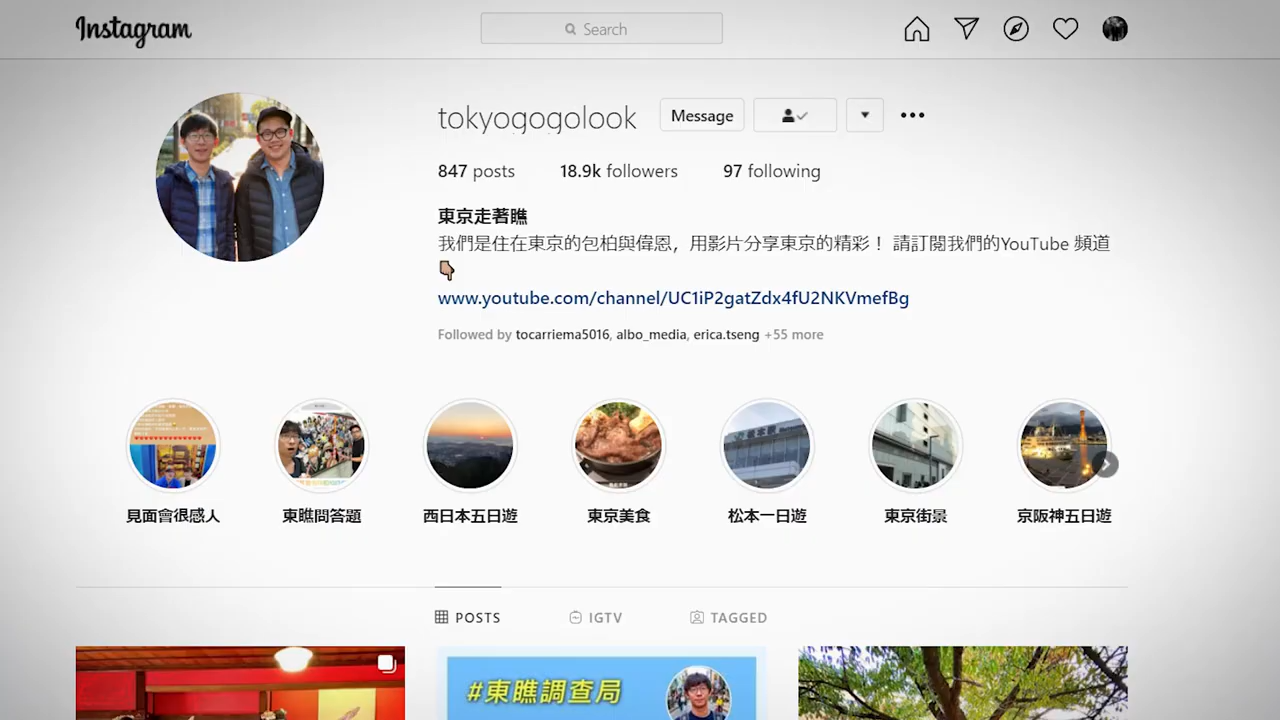 Instagram
Search
tokyogogolook
Message
847 posts 18.9k followers 97 following
東京走著瞧
我們是住在東京的包柏與偉恩，用影片分享東京的精彩！ 請訂閱我們的YouTube 頻道
👇🏼
www.youtube.com/channel/UC1iP2gatZdx4fU2NKVmefBg
Followed by tocarriema5016, albo_media, erica.tseng +55 more
見面會很感人 東瞧問答題 西日本五日遊 東京美食 松本一日遊 東京街景 京阪神五日遊
POSTS IGTV TAGGED
#東瞧調查局